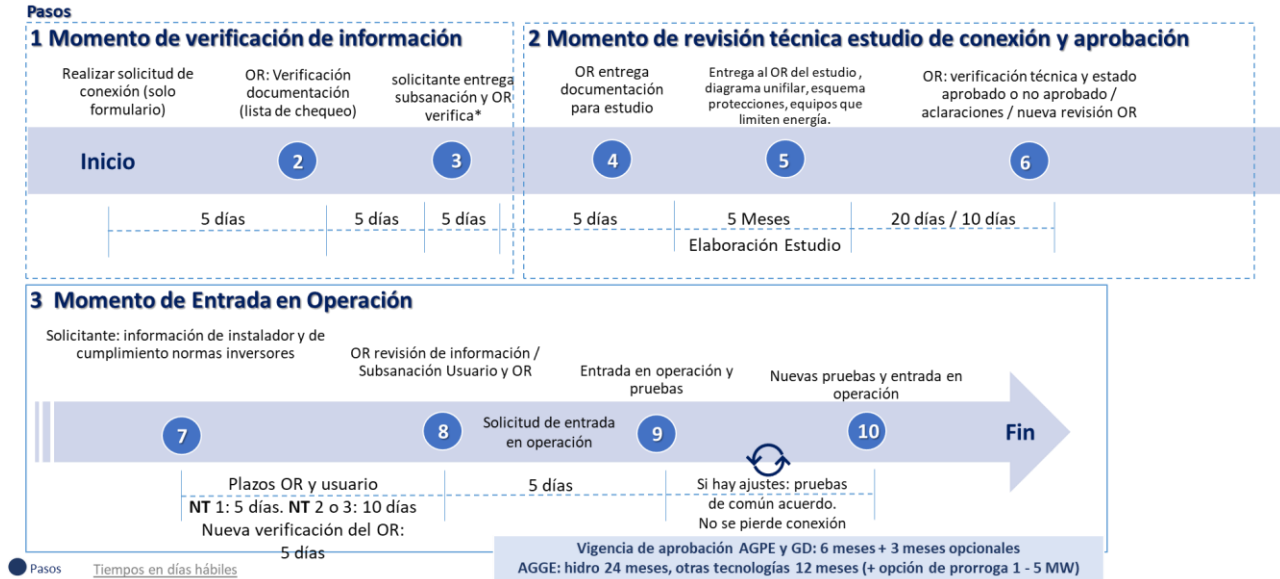 Pasos
1 Momento de verificación de información
Realizar solicitud de
conexión (solo
formulario)
OR: Verificación
documentación
(lista de chequeo)
solicitante entrega
subsanación y OR
verifica*
Inicio
2
3
5 días
5 días
5 días
2 Momento de revisión técnica estudio de conexión y aprobación
OR entrega
documentación
para estudio
Entrega al OR del estudio ,
diagrama unifilar, esquema
protecciones, equipos que
limiten energía.
OR: verificación técnica y estado
aprobado o no aprobado /
aclaraciones / nueva revisión OR
4
5
6
5 días
5 Meses
Elaboración Estudio
20 días / 10 días
3 Momento de Entrada en Operación
Solicitante: información de instalador y de
cumplimiento normas inversores
OR revisión de información /
Subsanación Usuario y OR
Entrada en operación y
pruebas
Nuevas pruebas y entrada en
operación
7
8
Solicitud de entrada
en operación
9
10
Fin
Plazos OR y usuario
NT 1: 5 días. NT 2 o 3: 10 días
Nueva verificación del OR:
5 días
5 días
Si hay ajustes: pruebas
de común acuerdo.
No se pierde conexión
Vigencia de aprobación AGPE y GD: 6 meses + 3 meses opcionales
AGGE: hidro 24 meses, otras tecnologías 12 meses (+ opción de prorroga 1 - 5 MW)
Pasos
Tiempos en días hábiles